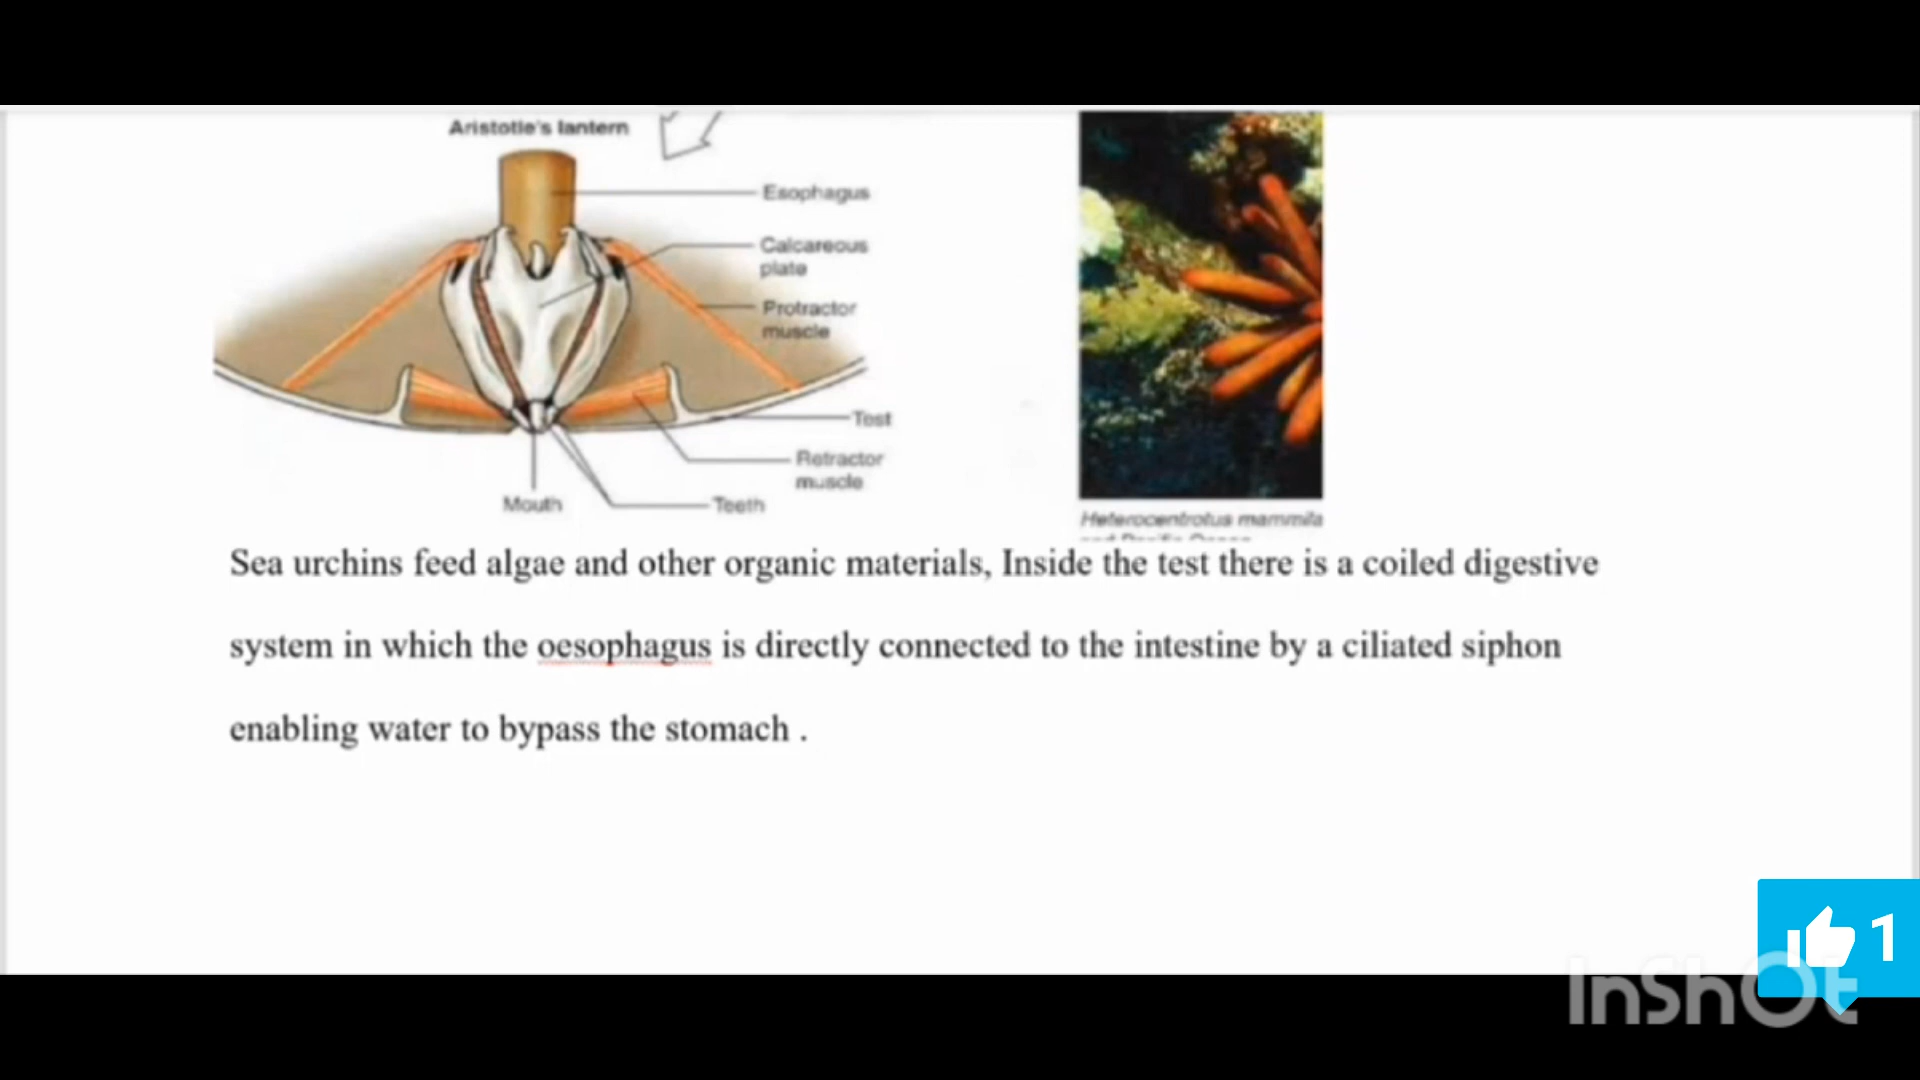 Aristotle's lantern
Esophagus
Calcareous
plate
Protractor
muscle
Test
Retractor
muscle
Mouth
Teeth
Heterocentrotus mammilla
Sea urchins feed algae and other organic materials, Inside the test there is a coiled digestive
system in which the oesophagus is directly connected to the intestine by a ciliated siphon
enabling water to bypass the stomach .
1
InShOt